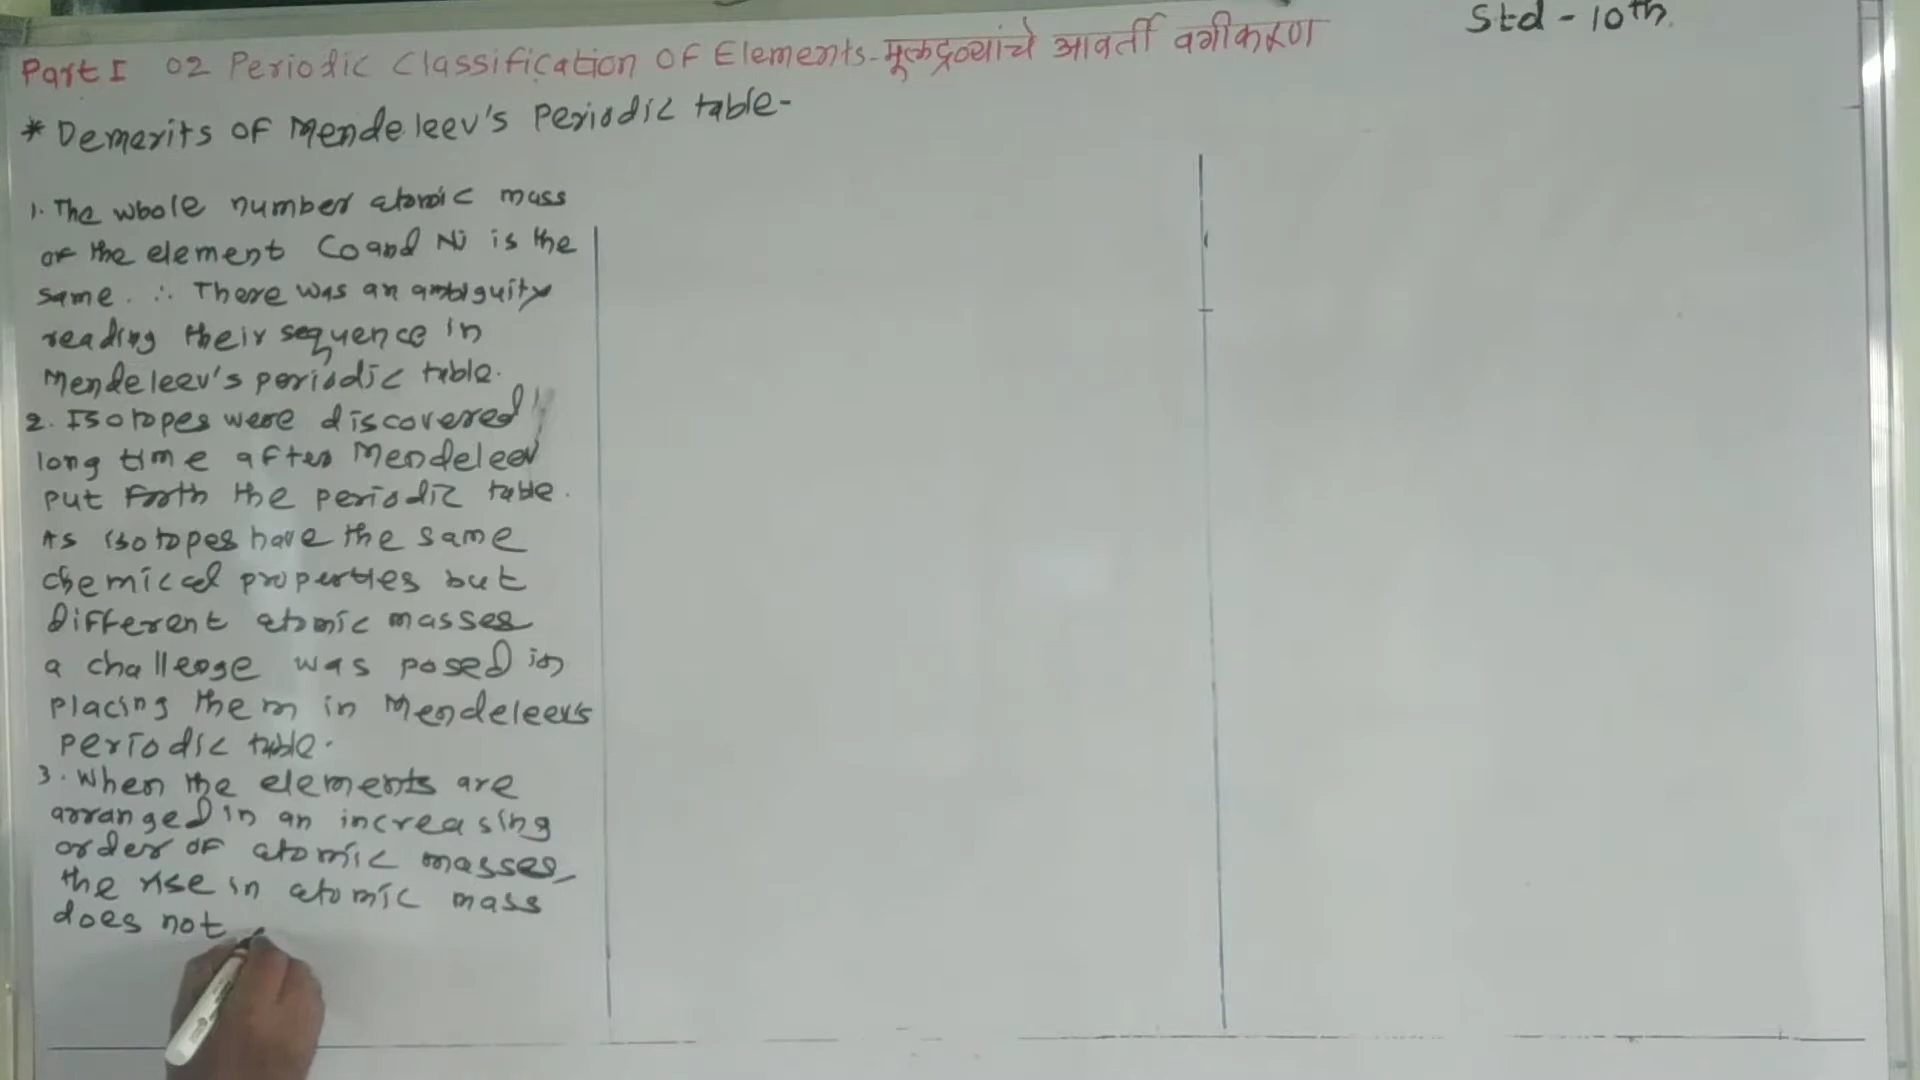 Part I 02 Periodic Classification OF Elements-मूलद्रव्यांचे आवर्ती वर्गीकरण
Std - 10th.
* Demerits OF Mendeleev's Periodic table-
1. The whole number atomic mass
of the element Co and Ni is the
same. ∴ There was an ambiguity
reading their sequence in
Mendeleev's periodic table.
2. Isotopes were discovered
long time after Mendeleev
put forth the periodic table.
As isotopes have the same
chemical properties but
different atomic masses
a challenge was posed in
placing them in Mendeleev's
periodic table.
3. When the elements are
arranged in an increasing
order of atomic masses,
the rise in atomic mass
does not